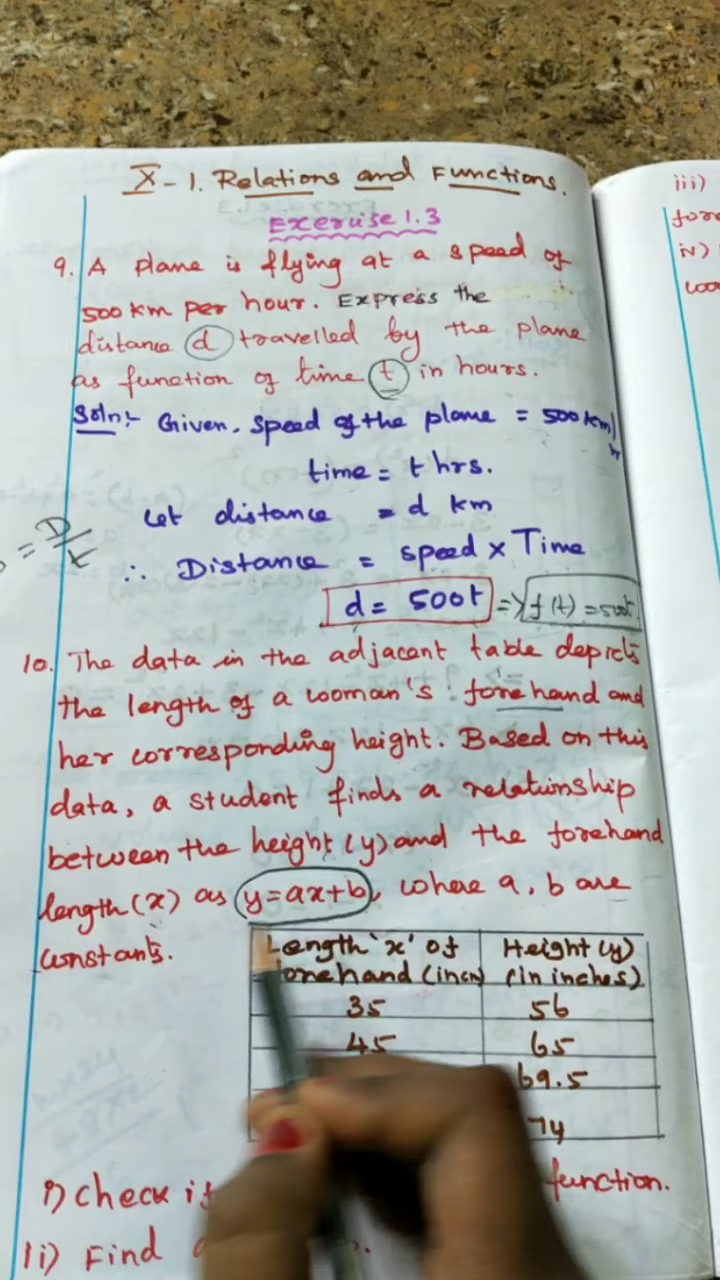 X - 1. Relations and Functions.
Exercise 1.3
9. A plane is flying at a speed of
500 km per hour. Express the
distance d travelled by the plane
as function of time t in hours.
Soln:- Given, Speed of the plane = 500 km/
hr
time = t hrs.
Let distance = d km
= D/t
∴ Distance = speed × Time
d = 500t => f(t) = 500t
10. The data in the adjacent table depicts
the length of a woman's forehand and
her corresponding height. Based on this
data, a student finds a relationship
between the height (y) and the forehand
length (x) as y = ax + b, where a, b are
constants.
Length 'x' of Height (y)
forehand (inch) (in inches)
35 56
45 65
69.5
74
i) Check if function.
ii) Find
iii)
iv)